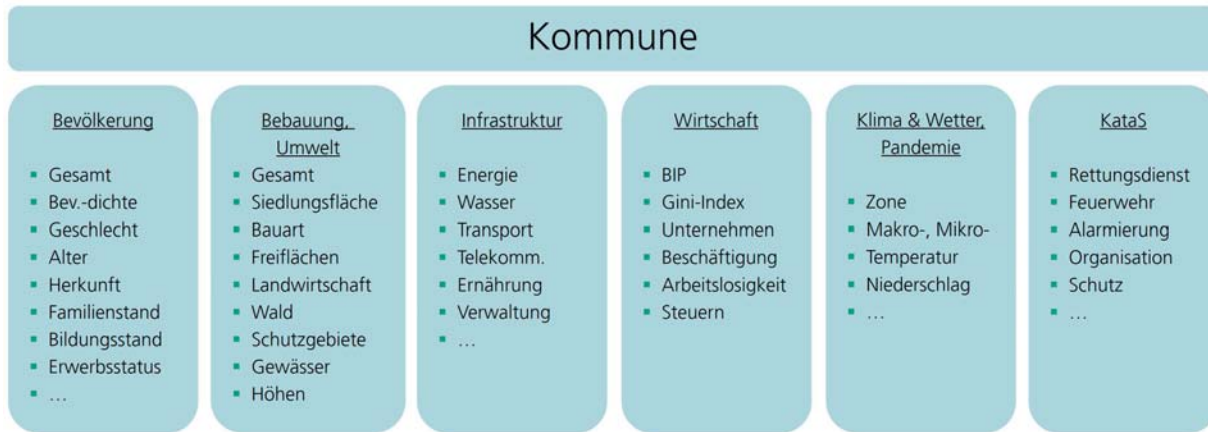 Kommune
Bevölkerung
Gesamt
Bev.-dichte
Geschlecht
Alter
Herkunft
Familienstand
Bildungsstand
Erwerbsstatus
…
Bebauung,
Umwelt
Gesamt
Siedlungsfläche
Bauart
Freiflächen
Landwirtschaft
Wald
Schutzgebiete
Gewässer
Höhen
Infrastruktur
Energie
Wasser
Transport
Telekomm.
Ernährung
Verwaltung
…
Wirtschaft
BIP
Gini-Index
Unternehmen
Beschäftigung
Arbeitslosigkeit
Steuern
Klima & Wetter,
Pandemie
Zone
Makro-, Mikro-
Temperatur
Niederschlag
…
KataS
Rettungsdienst
Feuerwehr
Alarmierung
Organisation
Schutz
…